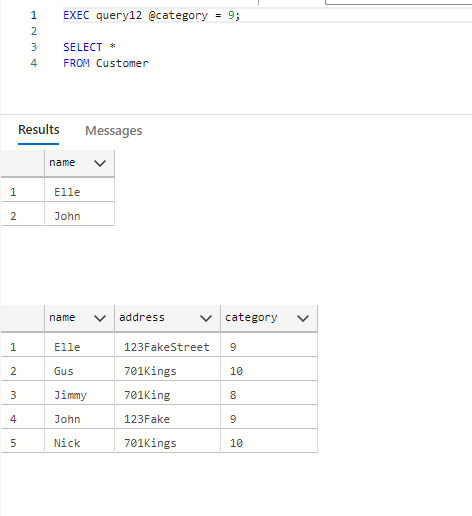 1 EXEC query12 @category = 9;
2
3 SELECT *
4 FROM Customer
Results Messages
name
1 Elle
2 John
name address category
1 Elle 123FakeStreet 9
2 Gus 701Kings 10
3 Jimmy 701King 8
4 John 123Fake 9
5 Nick 701Kings 10